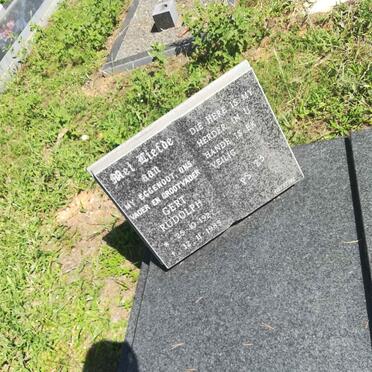 Met Liefde
aan
MY EGGENOOT, ONS
VADER EN GROOTVADER
GERT
RUDOLPH
DIE HERE IS MY
HERDER. IN U
HANDE IS EK
VEILIG
PS. 23